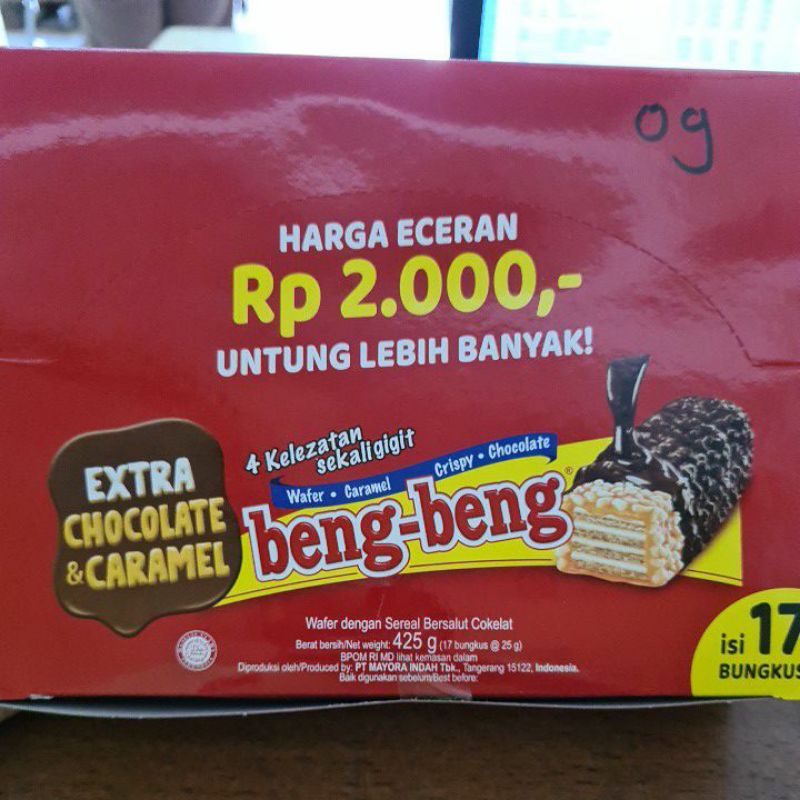 og
HARGA ECERAN
Rp 2.000,-
UNTUNG LEBIH BANYAK!
4 Kelezatan
sekali gigit
Wafer • Caramel Crispy • Chocolate
EXTRA
CHOCOLATE
& CARAMEL
beng-beng®
Wafer dengan Sereal Bersalut Cokelat
Berat bersih/Net weight: 425 g (17 bungkus @ 25 g)
BPOM RI MD lihat kemasan dalam
Diproduksi oleh/Produced by: PT MAYORA INDAH Tbk., Tangerang 15122, Indonesia.
Baik digunakan sebelum/Best before:
isi 17
BUNGKUS